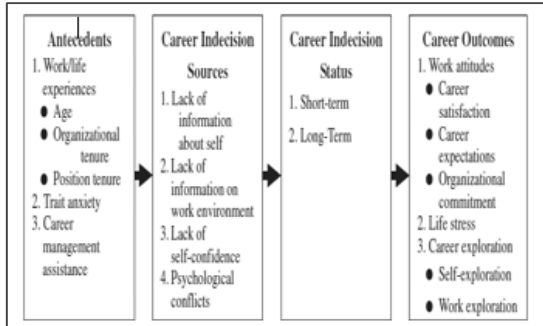 Antecedents
1. Work/life
experiences
● Age
● Organizational
tenure
● Position tenure
2. Trait anxiety
3. Career
management
assistance
Career Indecision
Sources
1. Lack of
information
about self
2. Lack of
information on
work environment
3. Lack of
self-confidence
4. Psychological
conflicts
Career Indecision
Status
1. Short-term
2. Long-Term
Career Outcomes
1. Work attitudes
● Career
satisfaction
● Career
expectations
● Organizational
commitment
2. Life stress
3. Career exploration
● Self-exploration
● Work exploration